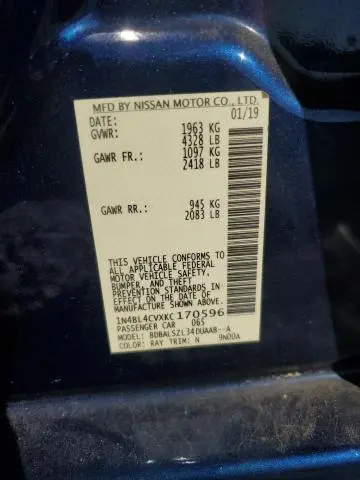 MFD BY NISSAN MOTOR CO., LTD.
DATE: 01/19
GVWR: 1963 KG
4328 LB
GAWR FR.: 1097 KG
2418 LB
GAWR RR.: 945 KG
2083 LB
THIS VEHICLE CONFORMS TO
ALL APPLICABLE FEDERAL
MOTOR VEHICLE SAFETY,
BUMPER, AND THEFT
PREVENTION STANDARDS IN
EFFECT ON THE DATE OF
MANUFACTURE SHOWN ABOVE.
1N4BL4CVXKC170596
PASSENGER CAR 065
MODEL: BDBALSZL34DUAAB--A
COLOR: RAY TRIM: N 9N00A